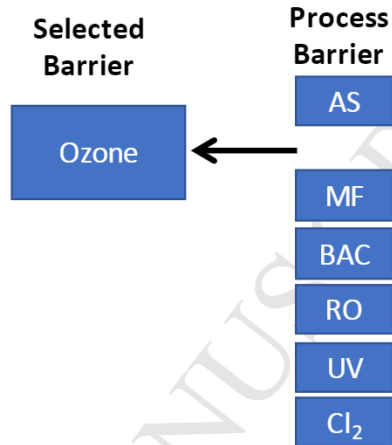 Selected
Barrier
Process
Barrier
Ozone
AS
MF
BAC
RO
UV
Cl₂